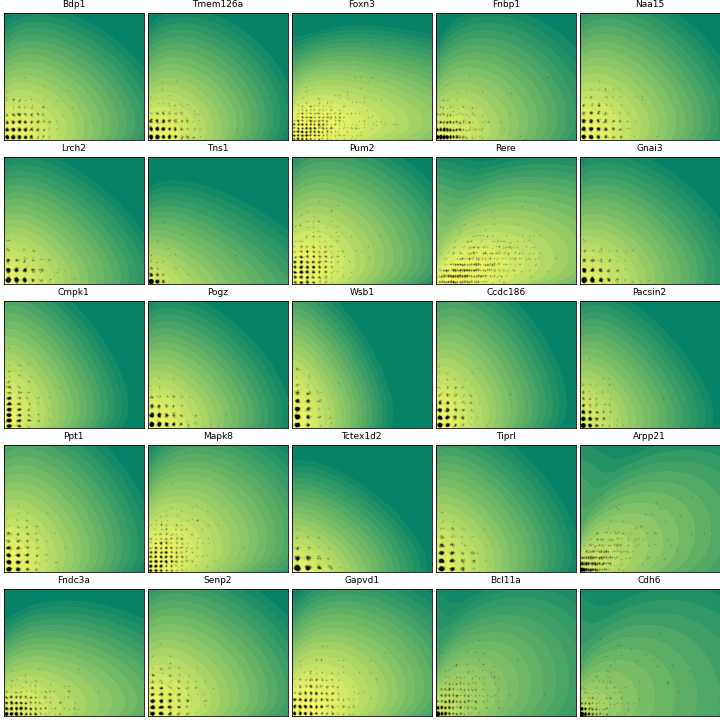 Bdp1 Tmem126a Foxn3 Fnbp1 Naa15
Lrch2 Tns1 Pum2 Rere Gnai3
Cmpk1 Pogz Wsb1 Ccdc186 Pacsin2
Ppt1 Mapk8 Tctex1d2 Tiprl Arpp21
Fndc3a Senp2 Gapvd1 Bcl11a Cdh6